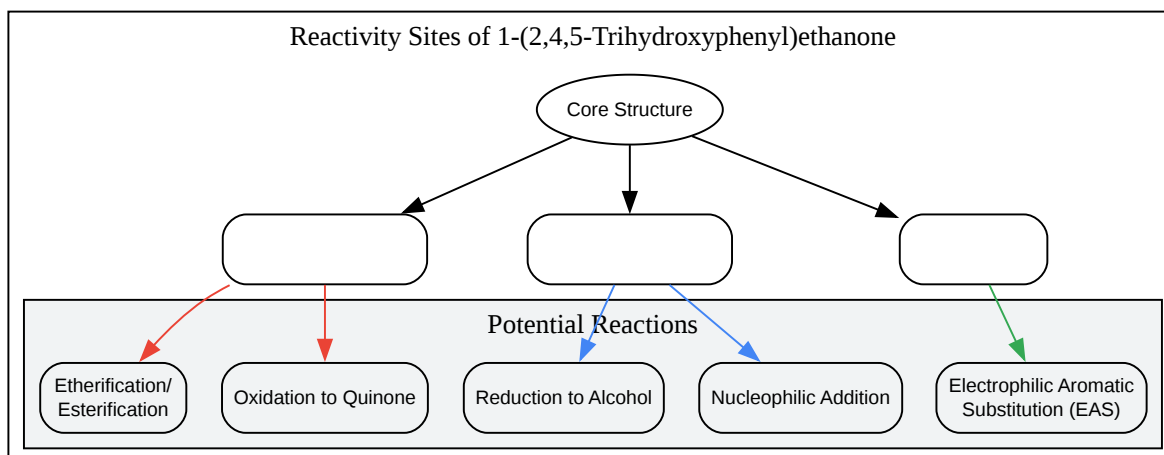 Reactivity Sites of 1-(2,4,5-Trihydroxyphenyl)ethanone
Core Structure
Potential Reactions
Etherification/
Esterification
Oxidation to Quinone
Reduction to Alcohol
Nucleophilic Addition
Electrophilic Aromatic
Substitution (EAS)